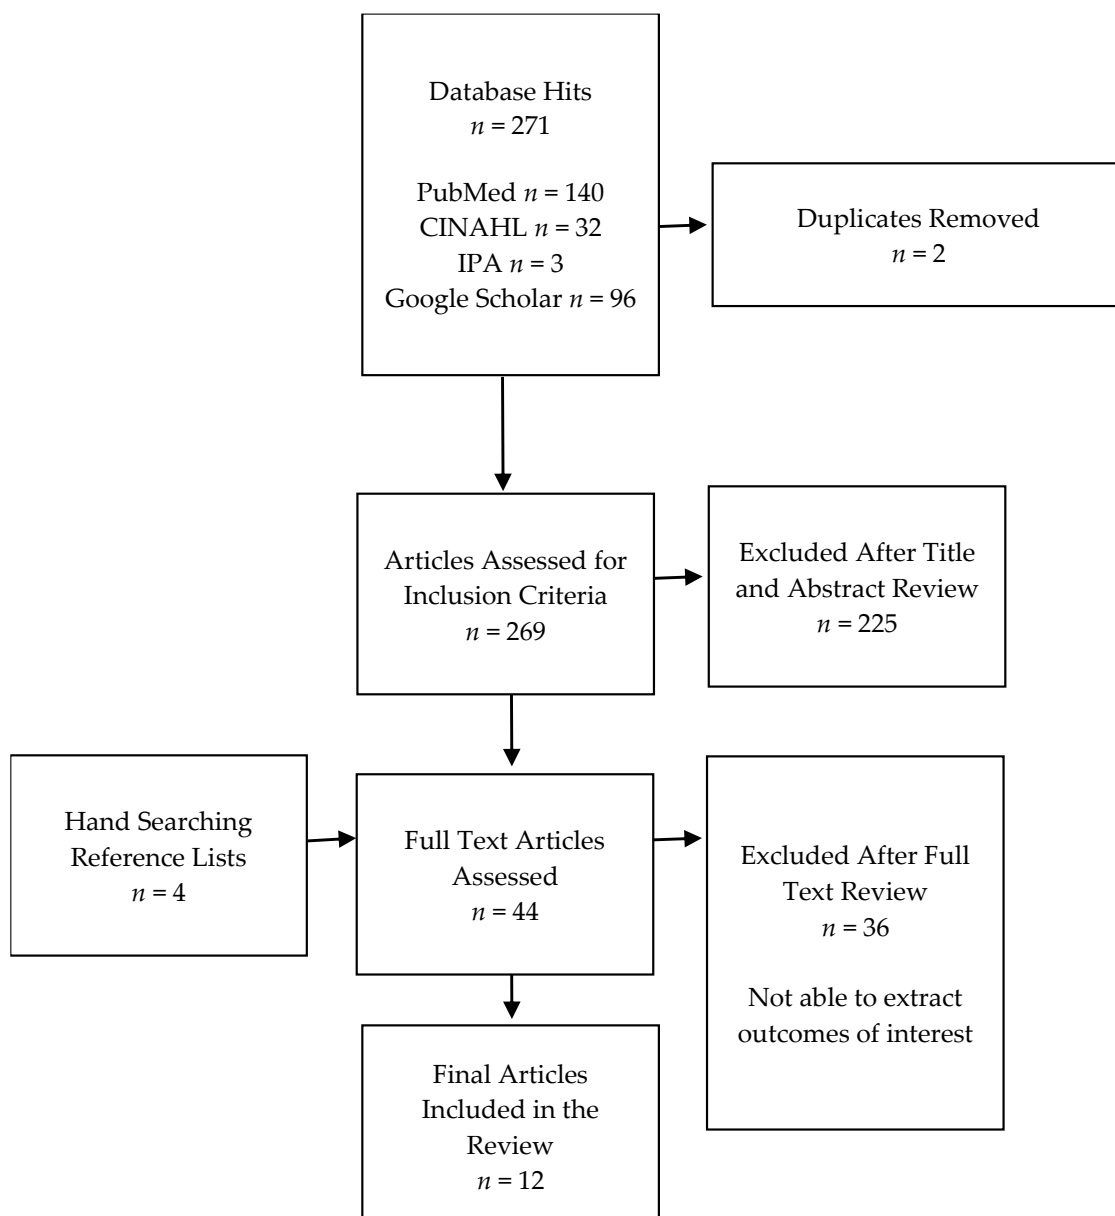 Database Hits
n = 271
PubMed n = 140
CINAHL n = 32
IPA n = 3
Google Scholar n = 96
Duplicates Removed
n = 2
Articles Assessed for
Inclusion Criteria
n = 269
Excluded After Title
and Abstract Review
n = 225
Hand Searching
Reference Lists
n = 4
Full Text Articles
Assessed
n = 44
Excluded After Full
Text Review
n = 36
Not able to extract
outcomes of interest
Final Articles
Included in the
Review
n = 12